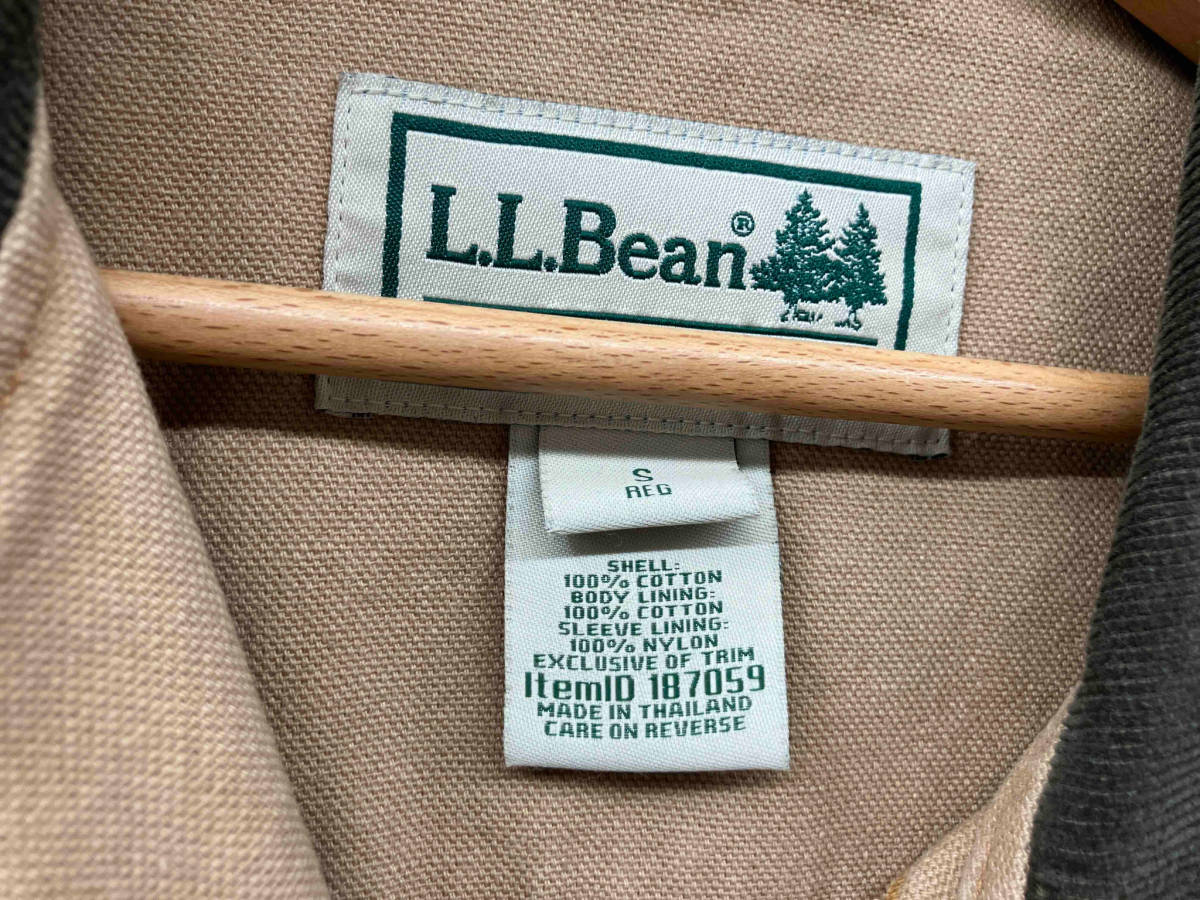 L.L.Bean®
S
REG
SHELL:
100% COTTON
BODY LINING:
100% COTTON
SLEEVE LINING:
100% NYLON
EXCLUSIVE OF TRIM
ItemID 187059
MADE IN THAILAND
CARE ON REVERSE